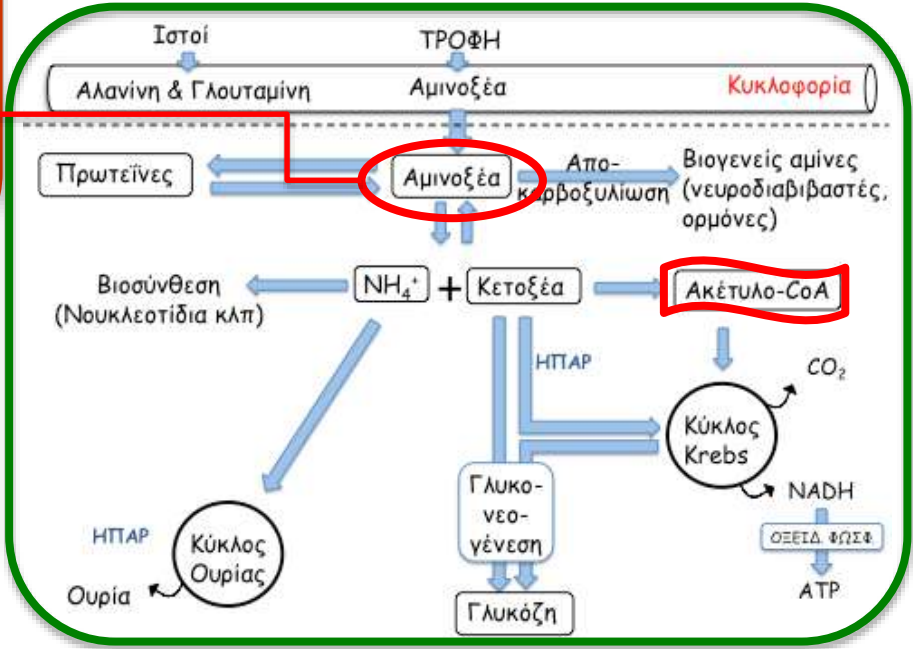 Ιστοί
ΤΡΟΦΗ
Αλανίνη & Γλουταμίνη
Αμινοξέα
Κυκλοφορία
Πρωτεΐνες
Αμινοξέα
Απο-
καρβοξυλίωση
Βιογενείς αμίνες
(νευροδιαβιβαστές,
ορμόνες)
Βιοσύνθεση
(Νουκλεοτίδια κλπ)
NH₄⁺
+
Κετοξέα
Ακέτυλο-CoA
ΗΠΑΡ
CO₂
Κύκλος
Krebs
NADH
Γλυκο-
νεο-
γένεση
ΟΞΕΙΔ. ΦΩΣΦ.
ATP
ΗΠΑΡ
Κύκλος
Ουρίας
Ουρία
Γλυκόζη